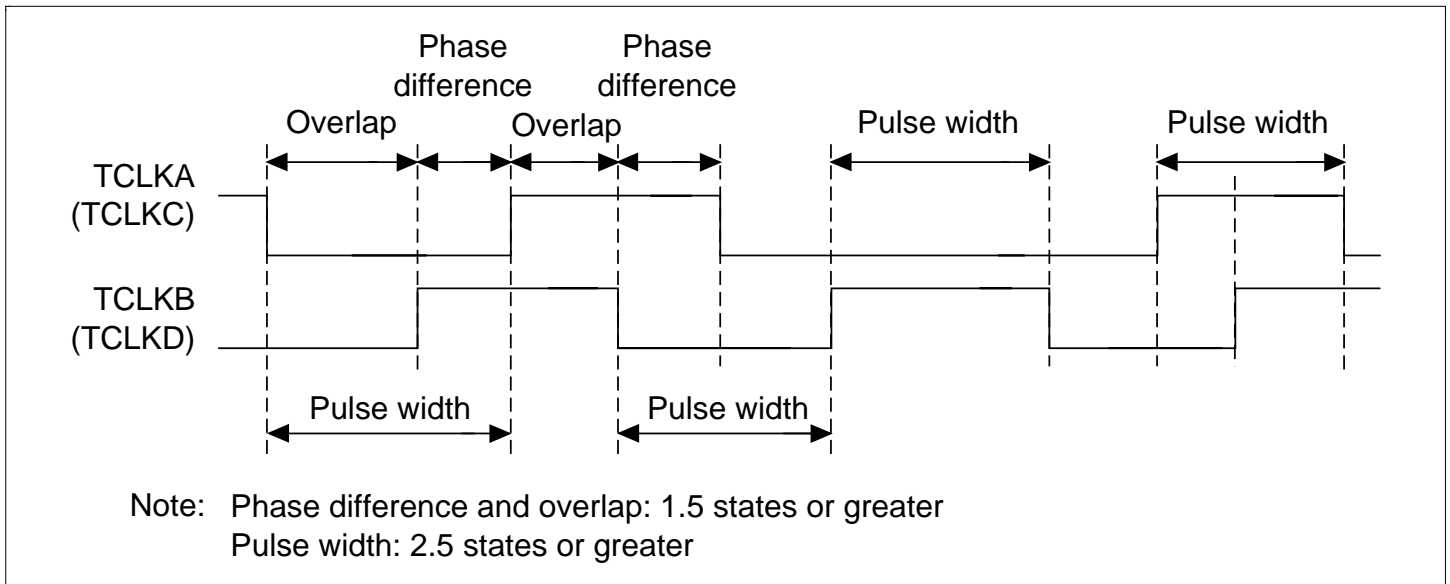 Phase difference
Phase difference
Overlap
Overlap
Pulse width
Pulse width
TCLKA
(TCLKC)
TCLKB
(TCLKD)
Pulse width
Pulse width
Note: Phase difference and overlap: 1.5 states or greater
Pulse width: 2.5 states or greater